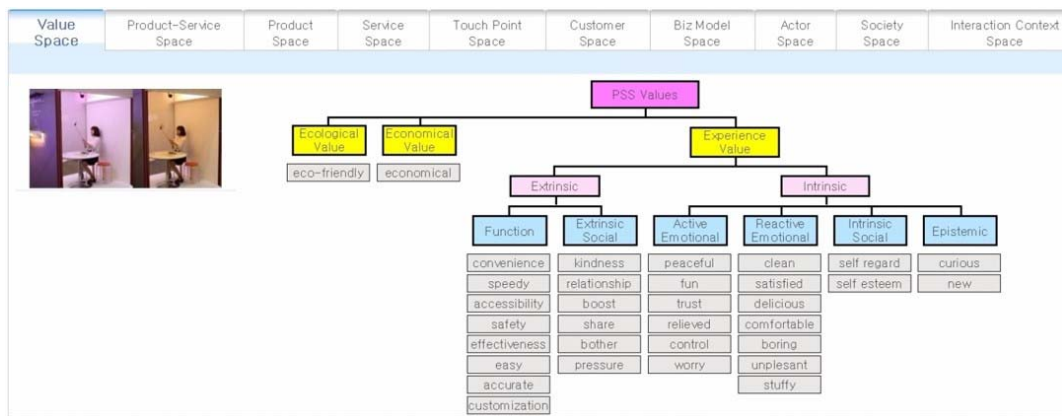 Value
Space
Product-Service
Space
Product
Space
Service
Space
Touch Point
Space
Customer
Space
Biz Model
Space
Actor
Space
Society
Space
Interaction Context
Space
PSS Values
Ecological
Value
Economical
Value
Experience
Value
eco-friendly
economical
Extrinsic
Intrinsic
Function
Extrinsic
Social
Active
Emotional
Reactive
Emotional
Intrinsic
Social
Epistemic
convenience
speedy
accessibility
safety
effectiveness
easy
accurate
customization
kindness
relationship
boost
share
bother
pressure
peaceful
fun
trust
relieved
control
worry
clean
satisfied
delicious
comfortable
boring
unplesant
stuffy
self regard
self esteem
curious
new